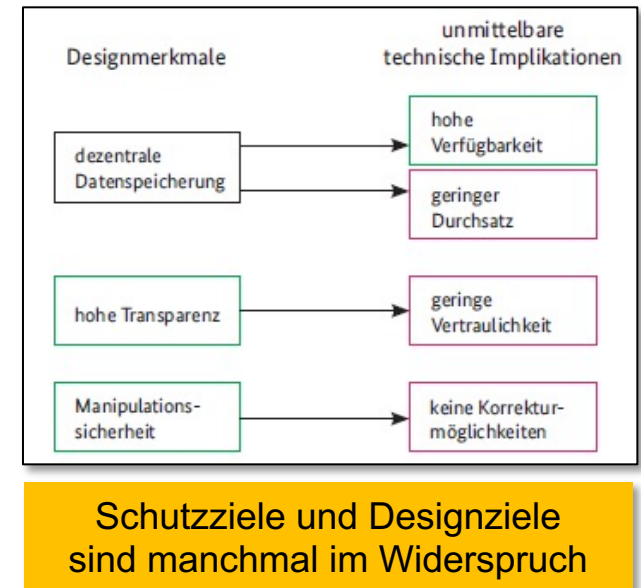 Designmerkmale
unmittelbare
technische Implikationen
dezentrale
Datenspeicherung
hohe
Verfügbarkeit
geringer
Durchsatz
hohe Transparenz
geringe
Vertraulichkeit
Manipulations-
sicherheit
keine Korrektur-
möglichkeiten
Schutzziele und Designziele
sind manchmal im Widerspruch